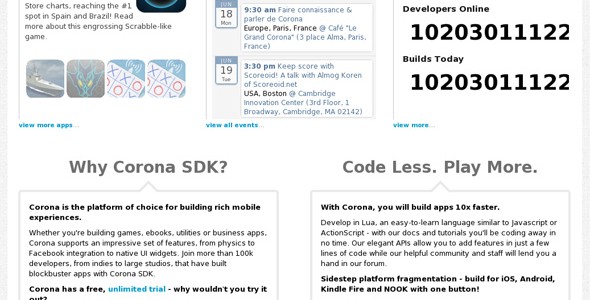 Store charts, reaching the #1
spot in Spain and Brazil! Read
more about this engrossing Scrabble-like
game.
view more apps...
JUN
18
Mon
9:30 am Faire connaissance &
parler de Corona
Europe, Paris, France @ Café "Le
Grand Corona" (3 place Alma, Paris,
France)
JUN
19
Tue
3:30 pm Keep score with
Scoreoid! A talk with Almog Koren
of Scoreoid.net
USA, Boston @ Cambridge
Innovation Center (3rd Floor, 1
Broadway, Cambridge, MA 02142)
view all events...
Developers Online
10203011122
Builds Today
10203011122
view more...
Why Corona SDK?
Corona is the platform of choice for building rich mobile
experiences.
Whether you're building games, ebooks, utilities or business apps,
Corona supports an impressive set of features, from physics to
Facebook integration to native UI widgets. Join more than 100k
developers, from indies to large studios, that have built
blockbuster apps with Corona SDK.
Corona has a free, unlimited trial - why wouldn't you try it
out?
Code Less. Play More.
With Corona, you will build apps 10x faster.
Develop in Lua, an easy-to-learn language similar to Javascript or
ActionScript - with our docs and tutorials you'll be coding away in
no time. Our elegant APIs allow you to add features in just a few
lines of code while our helpful community and staff will lend you a
hand in our forum.
Sidestep platform fragmentation - build for iOS, Android,
Kindle Fire and NOOK with one button!